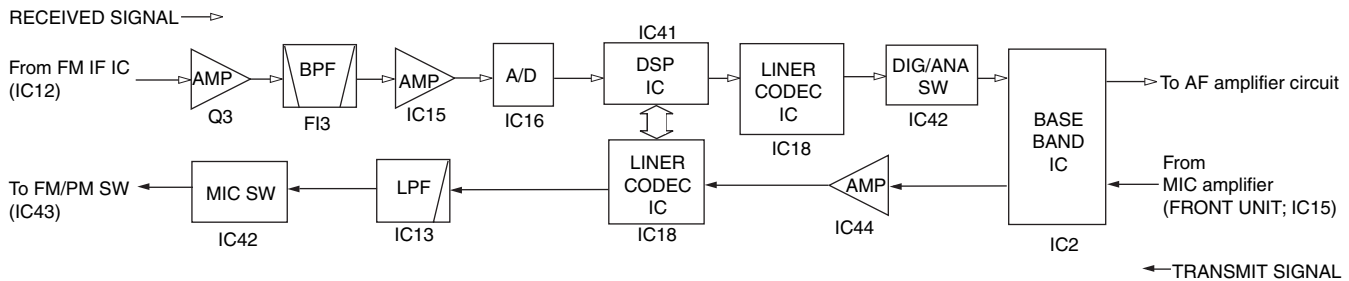 RECEIVED SIGNAL
From FM IF IC
(IC12)
AMP
Q3
BPF
FI3
AMP
IC15
A/D
IC16
IC41
DSP
IC
LINER
CODEC
IC
IC18
DIG/ANA
SW
IC42
BASE
BAND
IC
IC2
To AF amplifier circuit
From
MIC amplifier
(FRONT UNIT; IC15)
AMP
IC44
LINER
CODEC
IC
IC18
LPF
IC13
MIC SW
IC42
To FM/PM SW
(IC43)
TRANSMIT SIGNAL